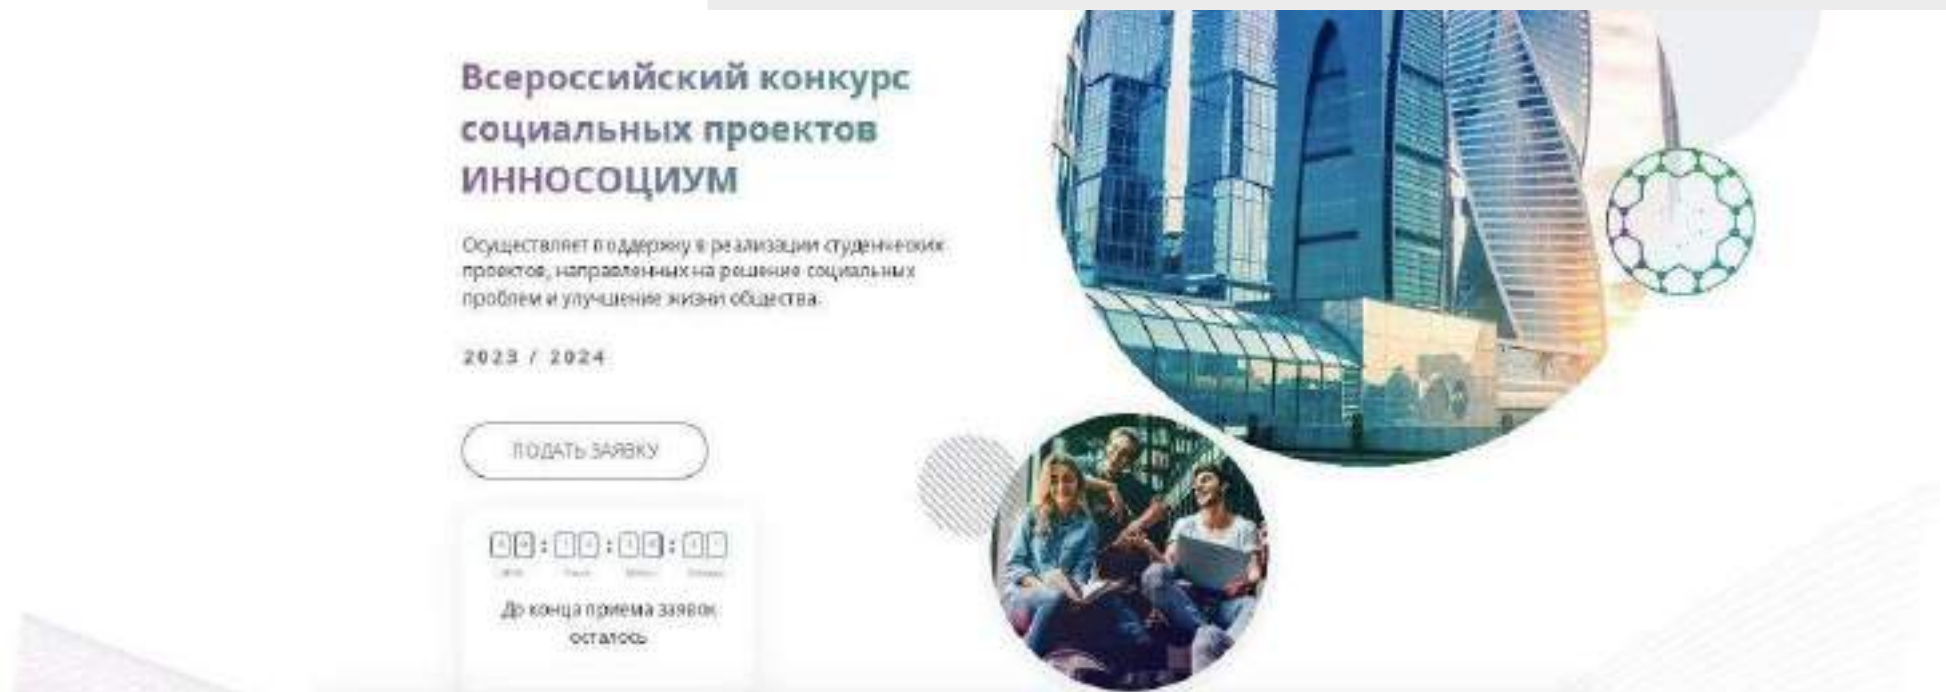 Всероссийский конкурс
социальных проектов
ИННОСОЦИУМ
Осуществляет поддержку в реализации студенческих
проектов, направленных на решение социальных
проблем и улучшение жизни общества.
2023 / 2024
ПОДАТЬ ЗАЯВКУ
До конца приема заявок
осталось